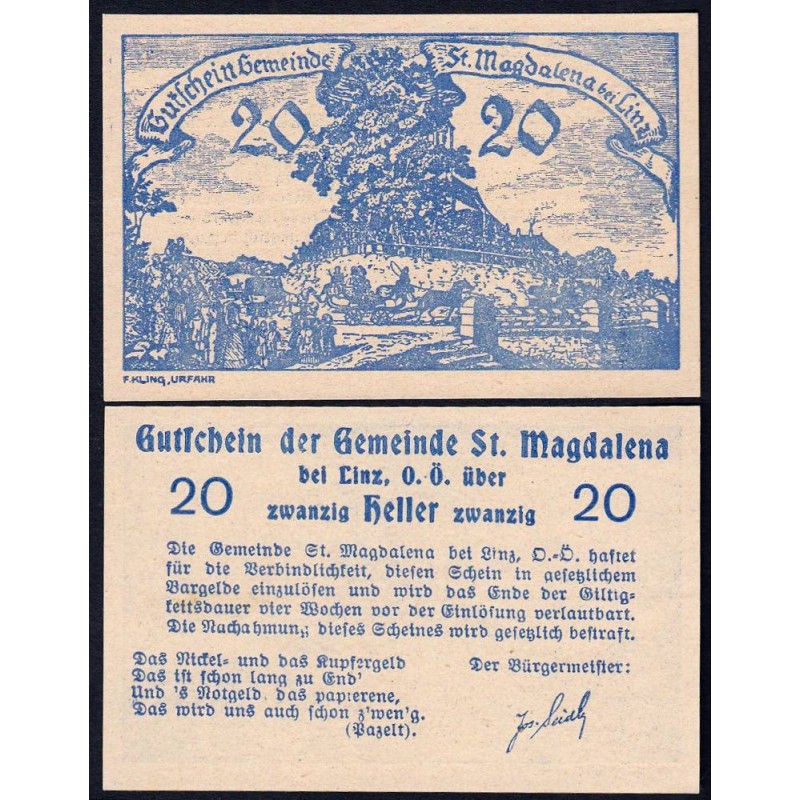 Gutschein Gemeinde St. Magdalena bei Linz
20 20
F. KLING, URFAHR
Gutschein der Gemeinde St. Magdalena
bei Linz, O.-Ö. über
20 zwanzig Heller zwanzig 20
Die Gemeinde St. Magdalena bei Linz, O.-Ö. haftet
für die Verbindlichkeit, diesen Schein in gesetzlichem
Bargelde einzulösen und wird das Ende der Giltig-
keitsdauer vier Wochen vor der Einlösung verlautbart.
Die Nachahmung dieses Scheines wird gesetzlich bestraft.
Das Nickel- und das Kupfergeld
Das ist schon lang zu End'
Und 's Notgeld, das papierene,
Das wird uns auch schon z'wen'g.
(Pazelt).
Der Bürgermeister: